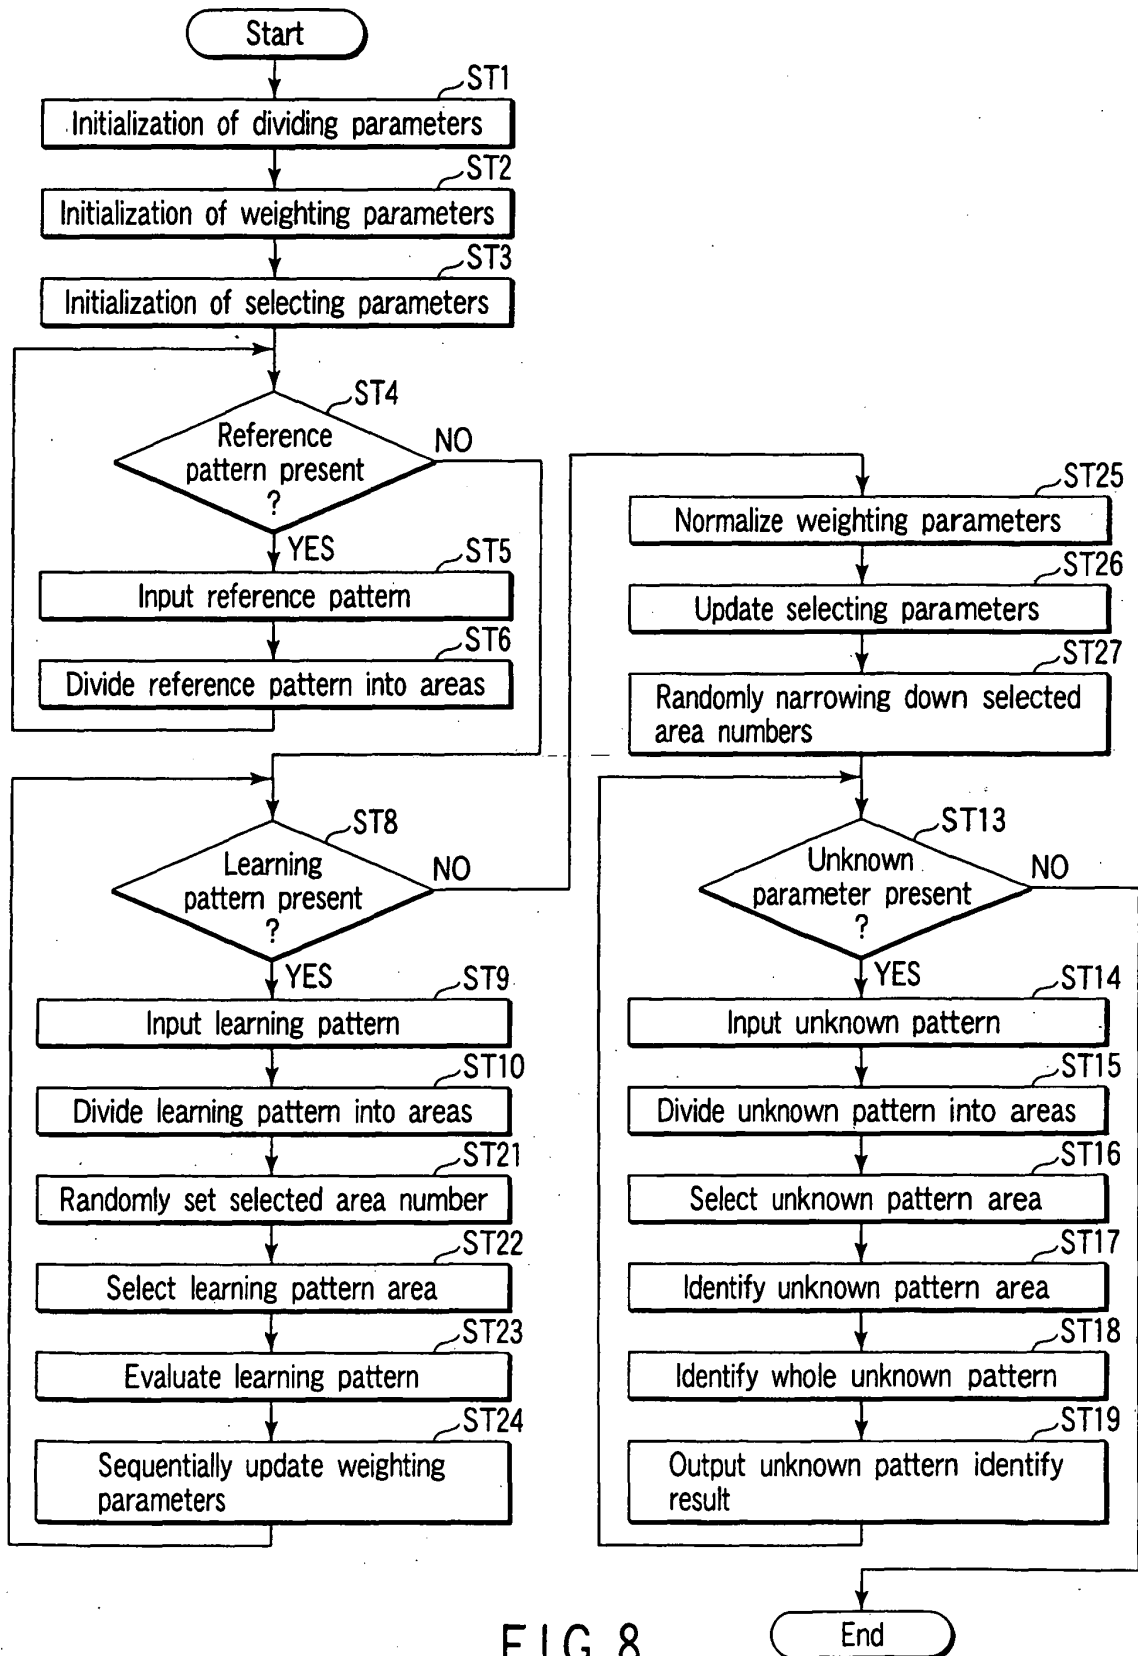 Start
ST1
Initialization of dividing parameters
ST2
Initialization of weighting parameters
ST3
Initialization of selecting parameters
ST4
Reference
pattern present
?
NO
YES
ST5
Input reference pattern
ST6
Divide reference pattern into areas
ST8
Learning
pattern present
?
NO
YES
ST9
Input learning pattern
ST10
Divide learning pattern into areas
ST21
Randomly set selected area number
ST22
Select learning pattern area
ST23
Evaluate learning pattern
ST24
Sequentially update weighting
parameters
ST25
Normalize weighting parameters
ST26
Update selecting parameters
ST27
Randomly narrowing down selected
area numbers
ST13
Unknown
parameter present
?
NO
YES
ST14
Input unknown pattern
ST15
Divide unknown pattern into areas
ST16
Select unknown pattern area
ST17
Identify unknown pattern area
ST18
Identify whole unknown pattern
ST19
Output unknown pattern identify
result
End
FIG. 8